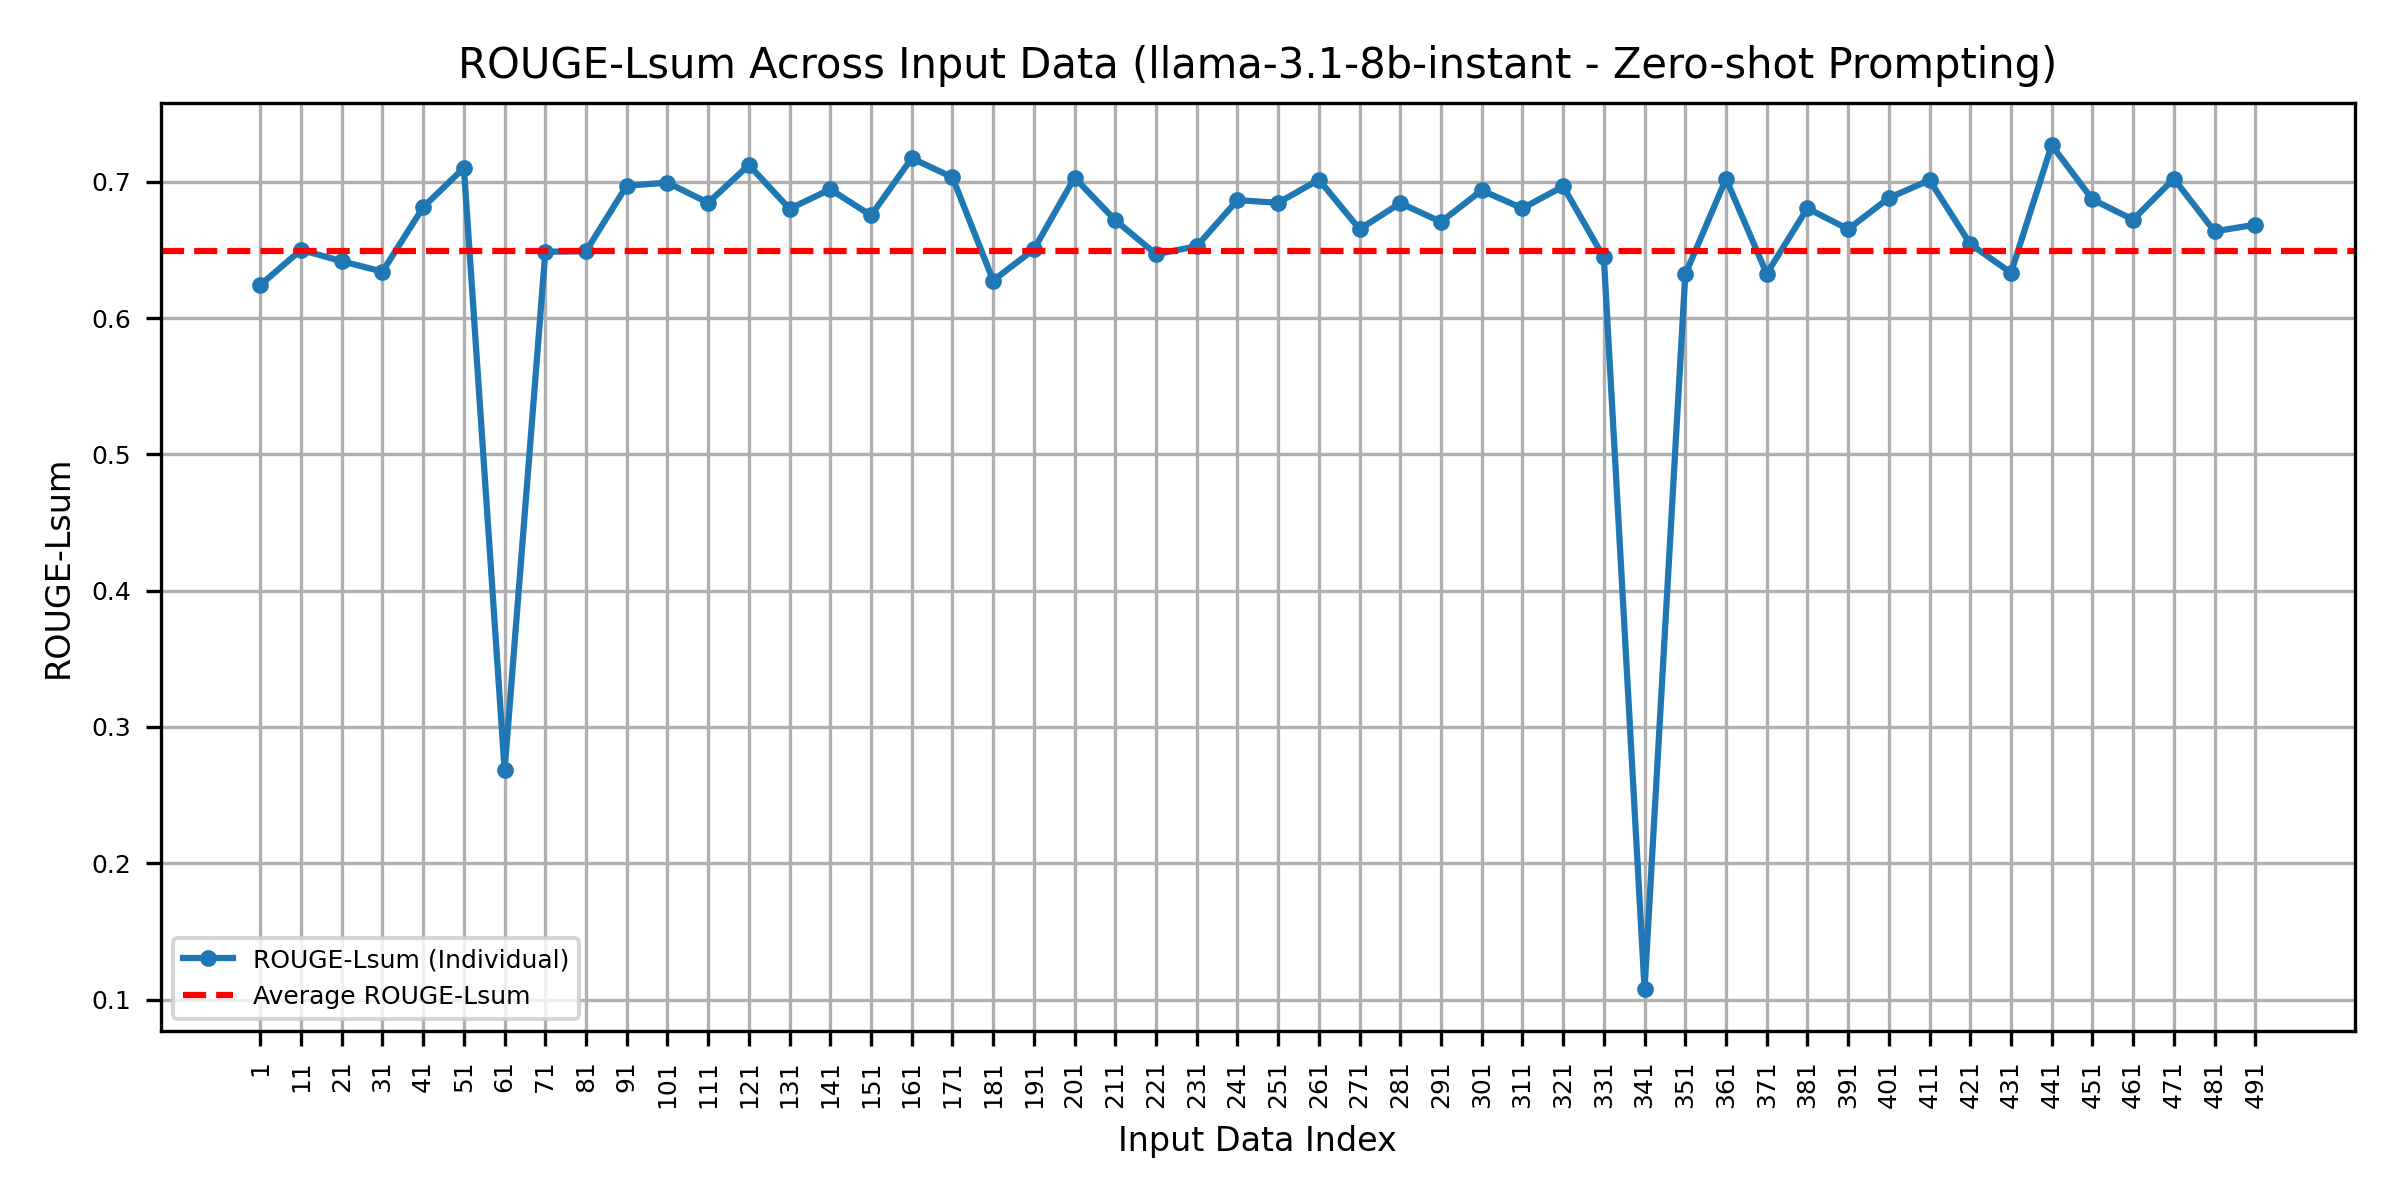 ROUGE-Lsum Across Input Data (llama-3.1-8b-instant - Zero-shot Prompting)
ROUGE-Lsum
0.7
0.6
0.5
0.4
0.3
0.2
0.1
ROUGE-Lsum (Individual)
Average ROUGE-Lsum
1 11 21 31 41 51 61 71 81 91 101 111 121 131 141 151 161 171 181 191 201 211 221 231 241 251 261 271 281 291 301 311 321 331 341 351 361 371 381 391 401 411 421 431 441 451 461 471 481 491
Input Data Index